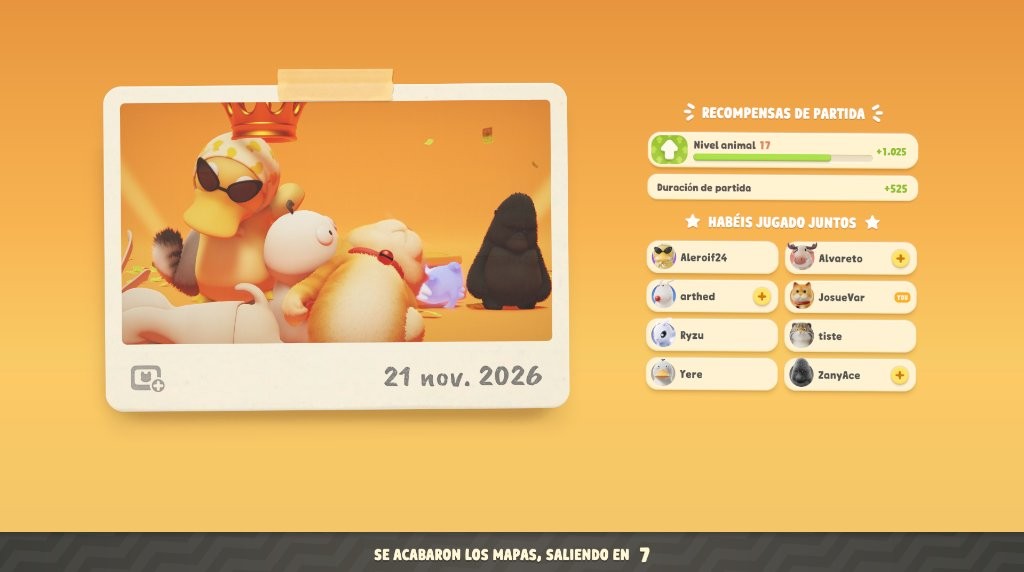 21 nov. 2026
RECOMPENSAS DE PARTIDA
Nivel animal 17
+1.025
Duración de partida
+525
HABÉIS JUGADO JUNTOS
Aleroif24
Alvareto
arthed
JosueVar
Ryzu
tiste
Yere
ZanyAce
SE ACABARON LOS MAPAS, SALIENDO EN 7